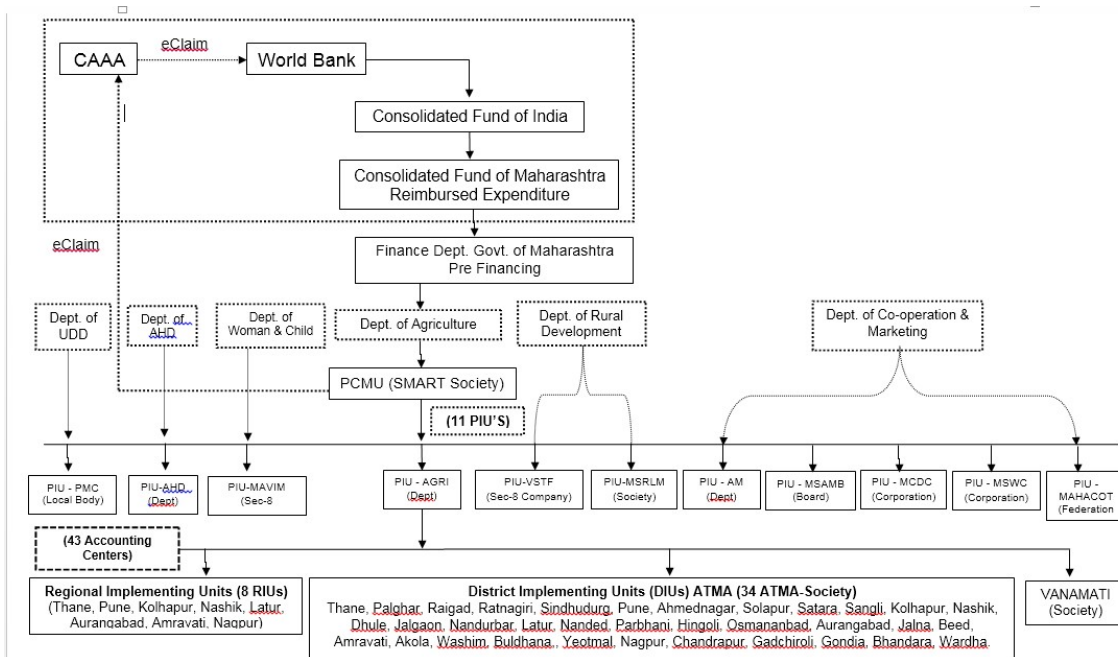 eClaim
CAAA
World Bank
Consolidated Fund of India
Consolidated Fund of Maharashtra
Reimbursed Expenditure
eClaim
Finance Dept. Govt. of Maharashtra
Pre Financing
Dept. of
UDD
Dept. of
AHD
Dept. of
Woman & Child
Dept. of Agriculture
Dept. of Rural
Development
Dept. of Co-operation &
Marketing
PCMU (SMART Society)
(11 PIU'S)
PIU - PMC
(Local Body)
PIU-AHD
(Dept)
PIU-MAVIM
(Sec-8
PIU - AGRI
(Dept)
PIU-VSTF
(Sec-8 Company)
PIU-MSRLM
(Society)
PIU - AM
(Dept)
PIU - MSAMB
(Board)
PIU - MCDC
(Corporation)
PIU - MSWC
(Corporation)
PIU -
MAHACOT
(Federation
(43 Accounting
Centers)
Regional Implementing Units (8 RIUs)
(Thane, Pune, Kolhapur, Nashik, Latur,
Aurangabad, Amravati, Nagpur)
District Implementing Units (DIUs) ATMA (34 ATMA-Society)
Thane, Palghar, Raigad, Ratnagiri, Sindhudurg, Pune, Ahmednagar, Solapur, Satara, Sangli, Kolhapur, Nashik,
Dhule, Jalgaon, Nandurbar, Latur, Nanded, Parbhani, Hingoli, Osmananbad, Aurangabad, Jalna, Beed,
Amravati, Akola, Washim, Buldhana, Yeotmal, Nagpur, Chandrapur, Gadchiroli, Gondia, Bhandara, Wardha.
VANAMATI
(Society)